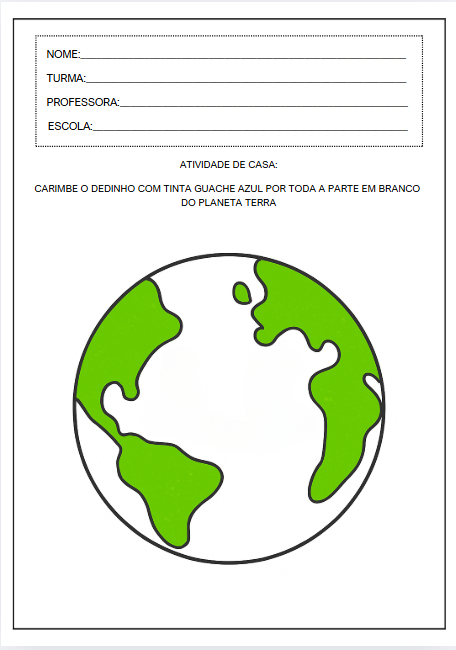 NOME:
TURMA:
PROFESSORA:
ESCOLA:
ATIVIDADE DE CASA:
CARIMBE O DEDINHO COM TINTA GUACHE AZUL POR TODA A PARTE EM BRANCO
DO PLANETA TERRA